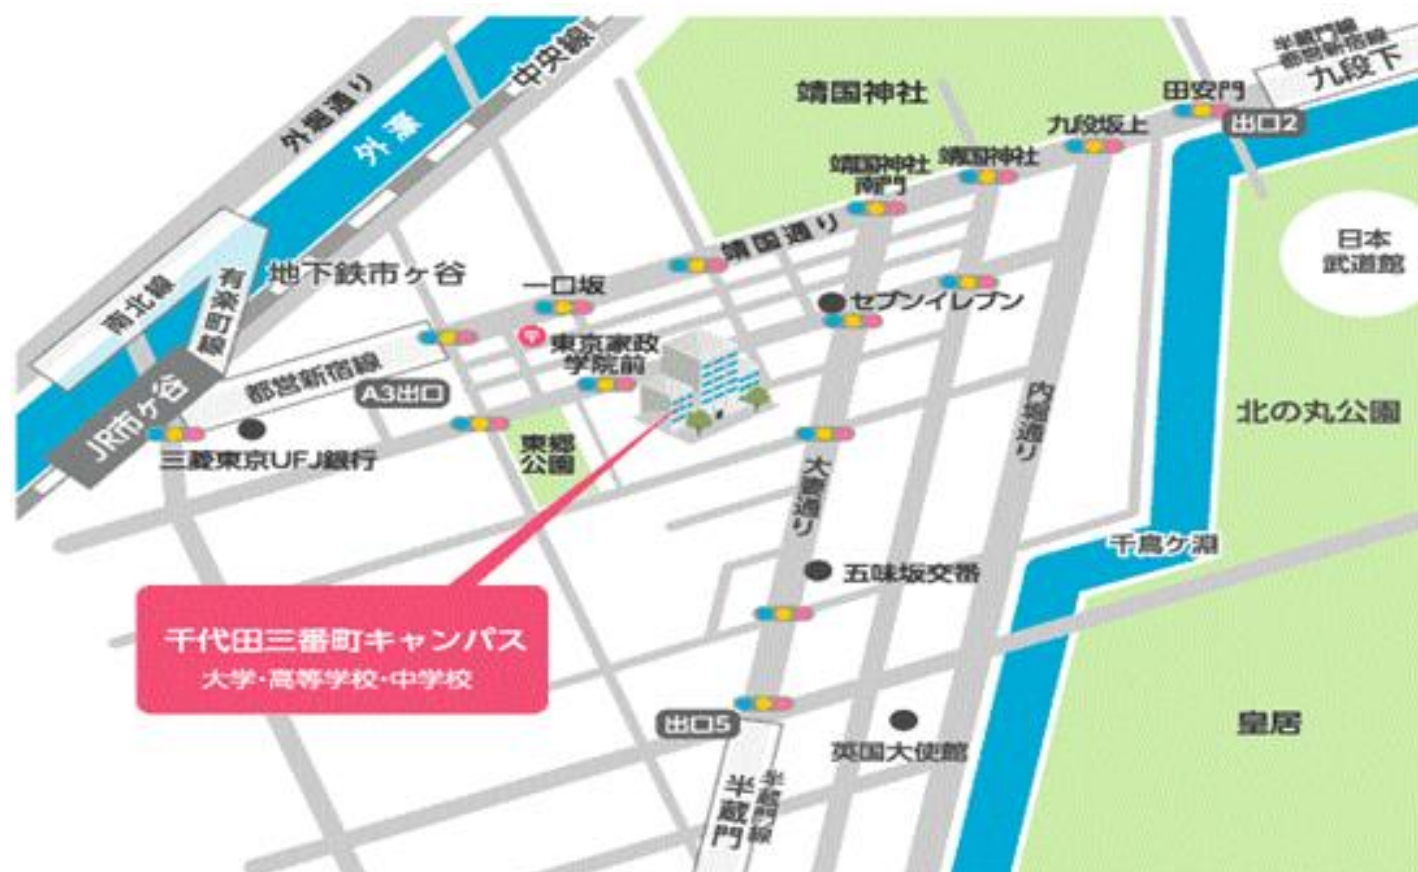 半蔵門線
都営新宿線
九段下
中央線
外堀通り
外濠
靖国神社
田安門
出口2
九段坂上
靖国神社
靖国神社
南門
靖国通り
日本
武道館
南北線
有楽町線
地下鉄市ヶ谷
一口坂
セブンイレブン
〒
東京家政
学院前
都営新宿線
A3出口
JR市ヶ谷
三菱東京UFJ銀行
東郷
公園
内堀通り
北の丸公園
大妻通り
千鳥ケ淵
五味坂交番
千代田三番町キャンパス
大学・高等学校・中学校
出口5
英国大使館
皇居
半蔵門
半蔵門線